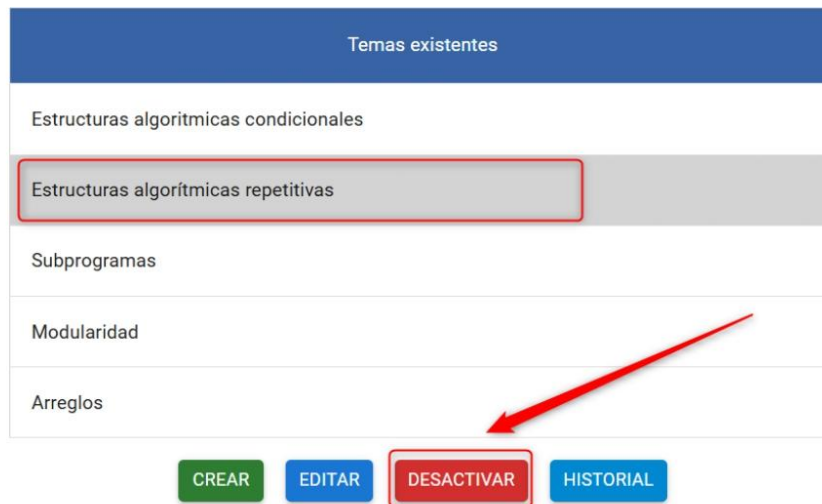 Temas existentes
Estructuras algoritmicas condicionales
Estructuras algorítmicas repetitivas
Subprogramas
Modularidad
Arreglos
CREAR EDITAR DESACTIVAR HISTORIAL